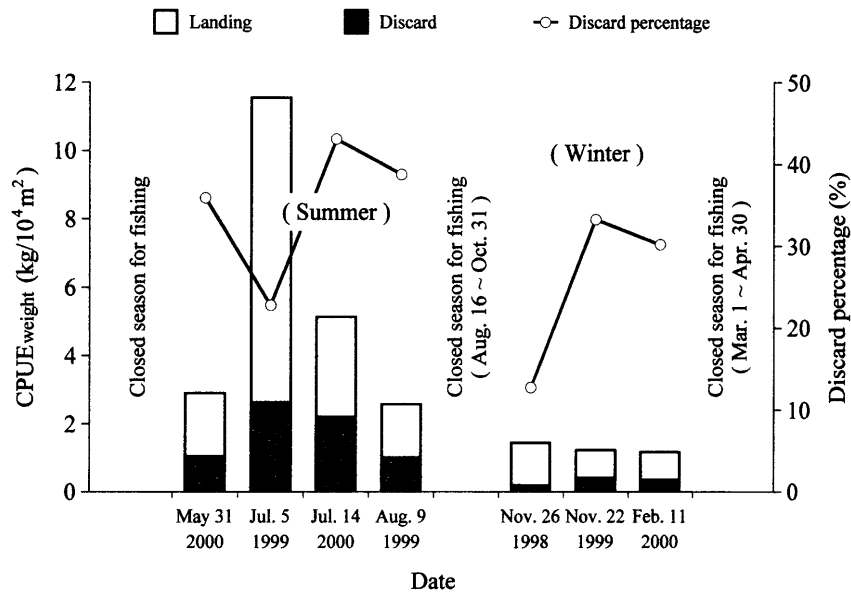 Landing
Discard
Discard percentage
CPUEweight (kg/10⁴m²)
12
10
8
6
4
2
0
Closed season for fishing
( Summer )
Closed season for fishing
( Aug. 16 ~ Oct. 31 )
( Winter )
Closed season for fishing
( Mar. 1 ~ Apr. 30 )
50
40
30
20
10
0
Discard percentage (%)
May 31
2000
Jul. 5
1999
Jul. 14
2000
Aug. 9
1999
Nov. 26
1998
Nov. 22
1999
Feb. 11
2000
Date